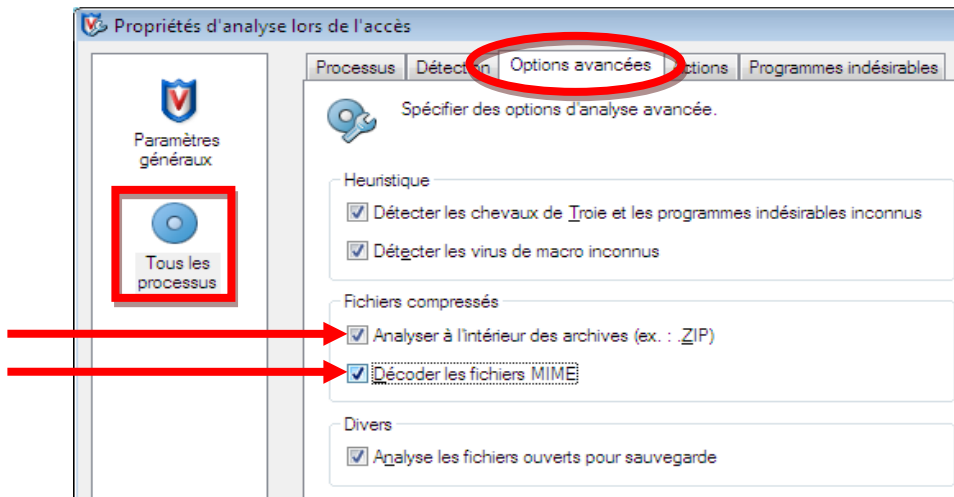 Propriétés d'analyse lors de l'accès
Paramètres
généraux
Tous les
processus
Processus
Détection
Options avancées
Actions
Programmes indésirables
Spécifier des options d'analyse avancée.
Heuristique
Détecter les chevaux de Troie et les programmes indésirables inconnus
Détecter les virus de macro inconnus
Fichiers compressés
Analyser à l'intérieur des archives (ex. : .ZIP)
Décoder les fichiers MIME
Divers
Analyse les fichiers ouverts pour sauvegarde